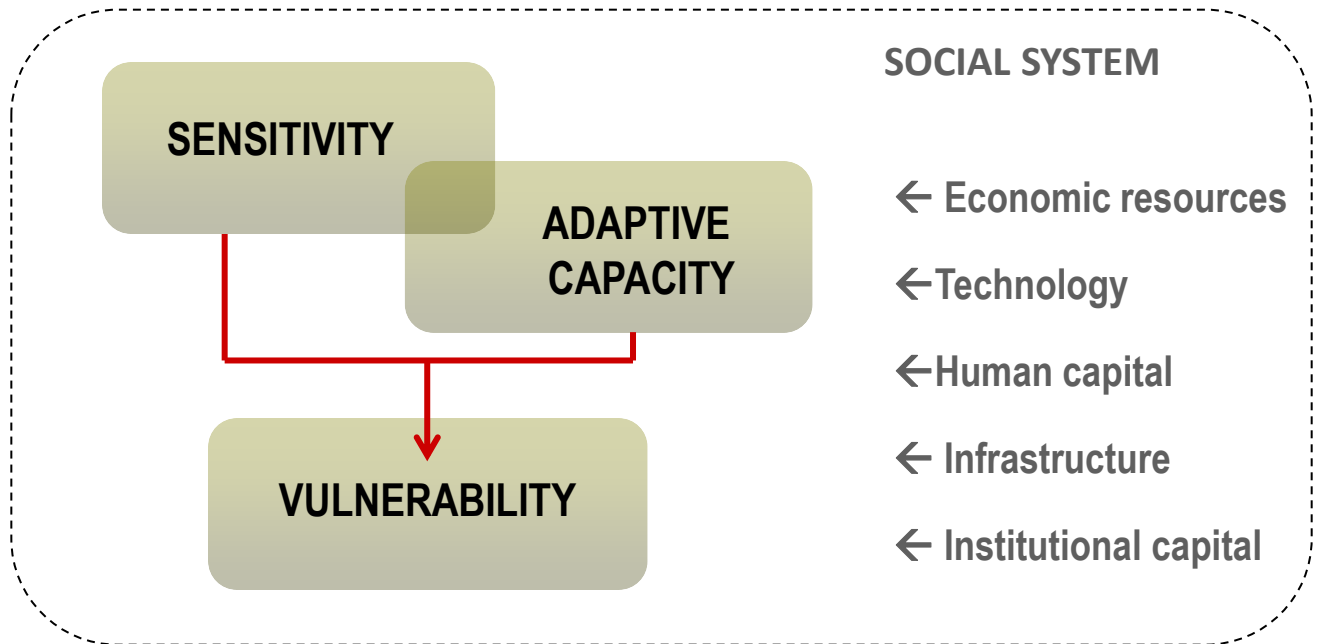 SOCIAL SYSTEM
SENSITIVITY
ADAPTIVE
CAPACITY
VULNERABILITY
← Economic resources
←Technology
←Human capital
← Infrastructure
← Institutional capital